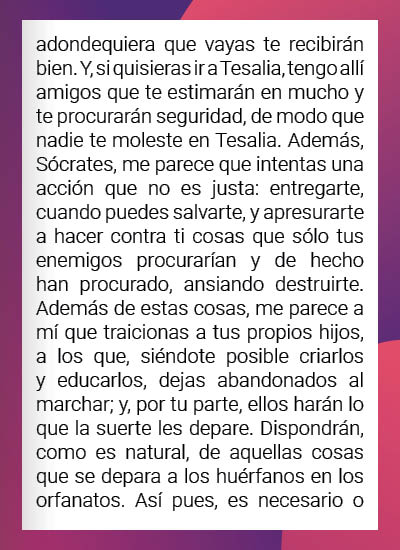 adondequiera que vayas te recibirán
bien. Y, si quisieras ir a Tesalia, tengo allí
amigos que te estimarán en mucho y
te procurarán seguridad, de modo que
nadie te moleste en Tesalia. Además,
Sócrates, me parece que intentas una
acción que no es justa: entregarte,
cuando puedes salvarte, y apresurarte
a hacer contra ti cosas que sólo tus
enemigos procurarían y de hecho
han procurado, ansiando destruirte.
Además de estas cosas, me parece a
mí que traicionas a tus propios hijos,
a los que, siéndote posible criarlos
y educarlos, dejas abandonados al
marchar; y, por tu parte, ellos harán lo
que la suerte les depare. Dispondrán,
como es natural, de aquellas cosas
que se depara a los huérfanos en los
orfanatos. Así pues, es necesario o